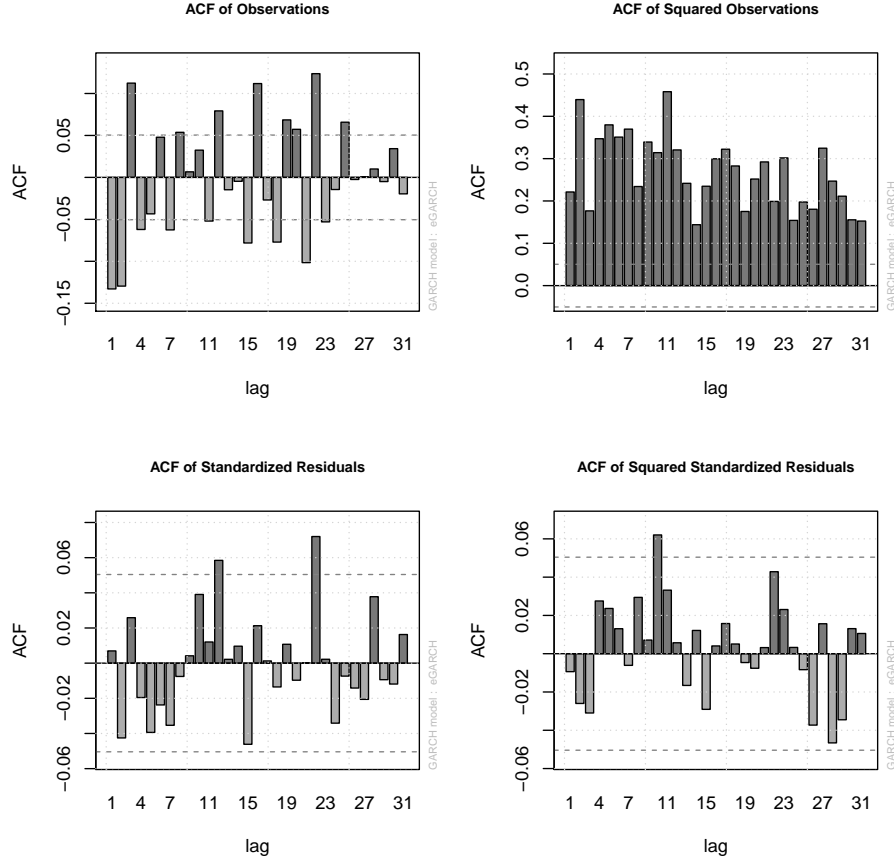 ACF of Observations
ACF
0.05
−0.05
−0.15
1 4 7 11 15 19 23 27 31
lag
GARCH model : eGARCH
ACF of Squared Observations
ACF
0.5
0.4
0.3
0.2
0.1
0.0
1 4 7 11 15 19 23 27 31
lag
GARCH model : eGARCH
ACF of Standardized Residuals
ACF
0.06
0.02
−0.02
−0.06
1 4 7 11 15 19 23 27 31
lag
GARCH model : eGARCH
ACF of Squared Standardized Residuals
ACF
0.06
0.02
−0.02
−0.06
1 4 7 11 15 19 23 27 31
lag
GARCH model : eGARCH